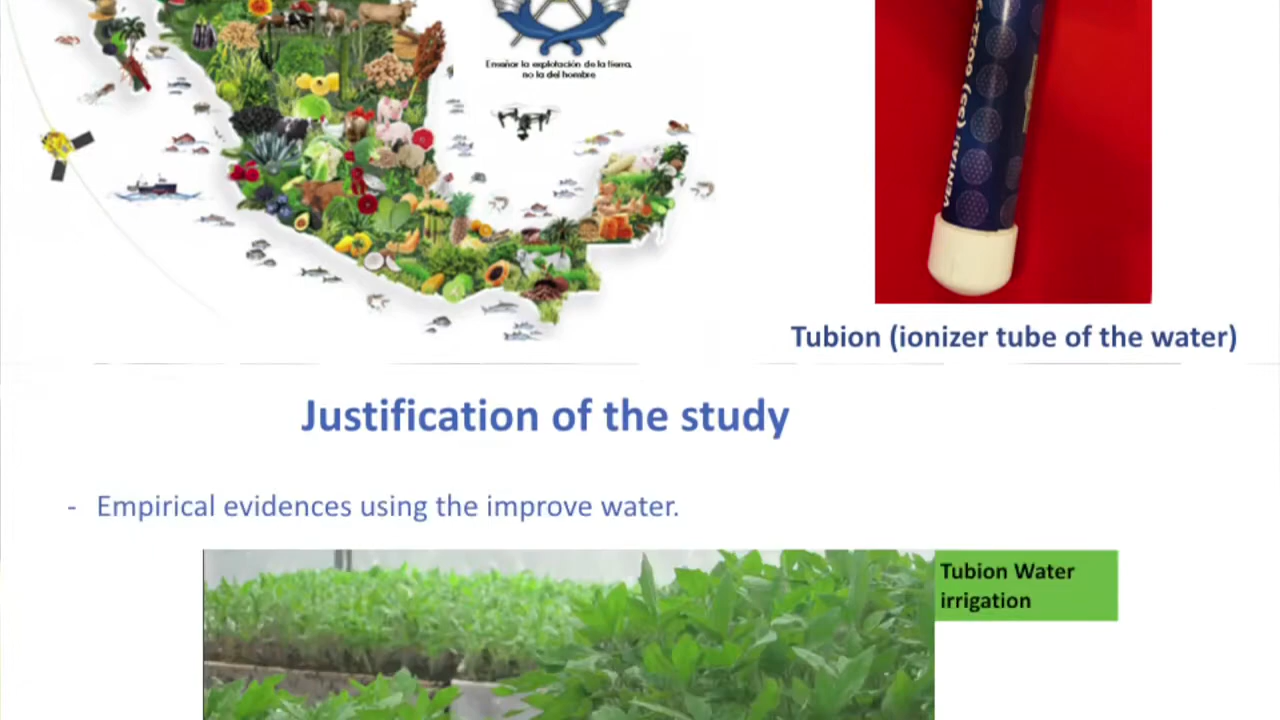 Enseñar la explotación de la tierra,
no la del hombre
Tubion (ionizer tube of the water)
Justification of the study
- Empirical evidences using the improve water.
Tubion Water
irrigation